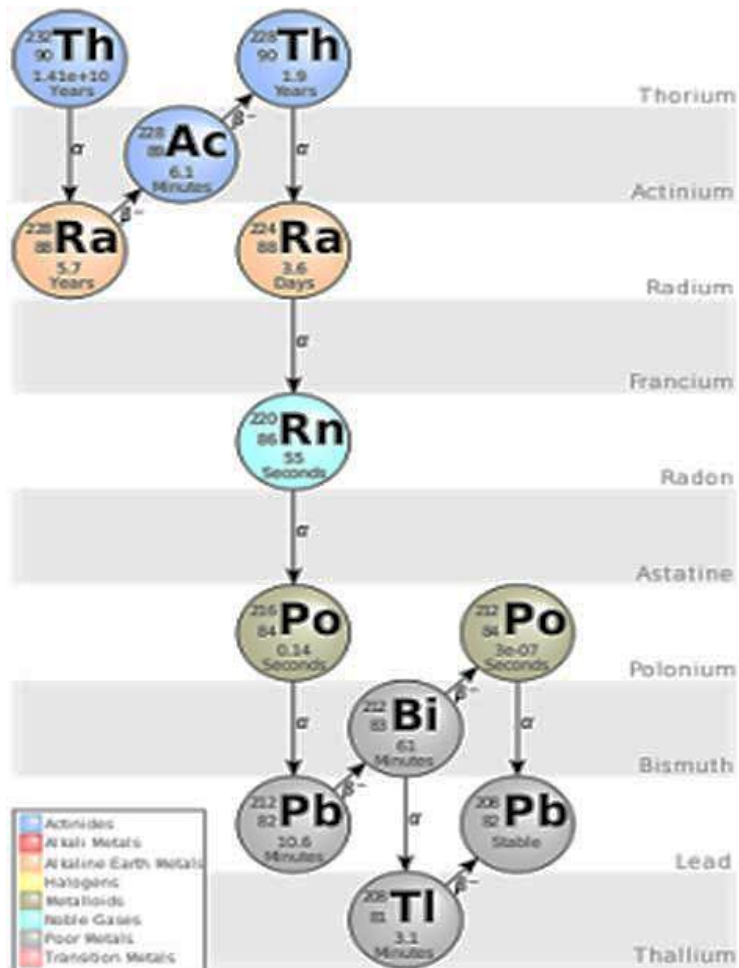 232
90 Th
1.41e+10
Years
228
90 Th
1.9
Years
Thorium
β−
α
α
228
89 Ac
6.1
Minutes
Actinium
β−
228
88 Ra
5.7
Years
224
88 Ra
3.6
Days
Radium
α
Francium
220
86 Rn
55
Seconds
Radon
α
Astatine
216
84 Po
0.14
Seconds
212
84 Po
3e-07
Seconds
Polonium
β−
α
α
212
83 Bi
61
Minutes
Bismuth
β−
212
82 Pb
10.6
Minutes
α
208
82 Pb
Stable
Lead
β−
208
81 Tl
3.1
Minutes
Thallium
Actinides
Alkali Metals
Alkaline Earth Metals
Halogens
Metalloids
Noble Gases
Poor Metals
Transition Metals